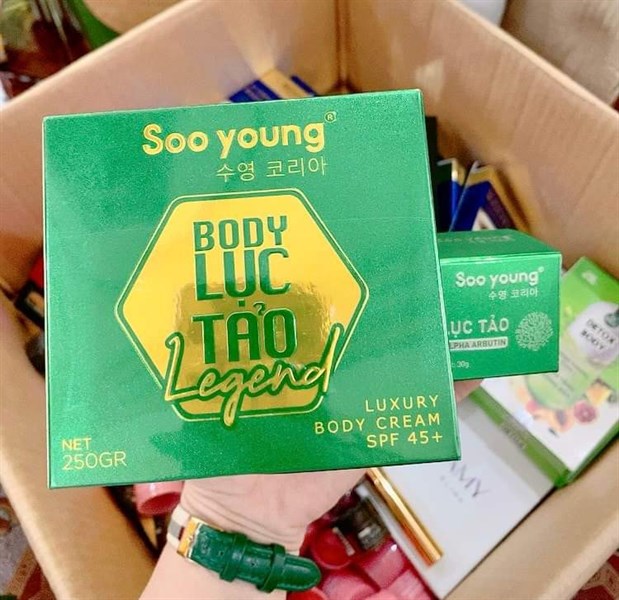 Soo young®
수영 코리아
BODY
LỤC
TẢO
Legend
LUXURY
BODY CREAM
SPF 45+
NET
250GR
Soo young®
수영 코리아
LỤC TẢO
ALPHA ARBUTIN
30g
DETOX
BODY